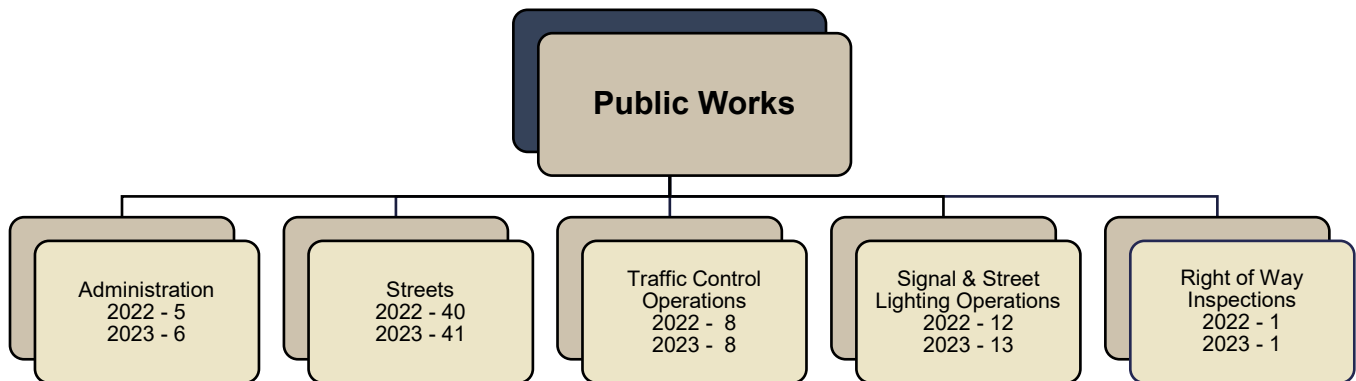 Public Works
Administration
2022 - 5
2023 - 6
Streets
2022 - 40
2023 - 41
Traffic Control
Operations
2022 -  8
2023 -  8
Signal & Street
Lighting Operations
2022 - 12
2023 - 13
Right of Way
Inspections
2022 - 1
2023 - 1